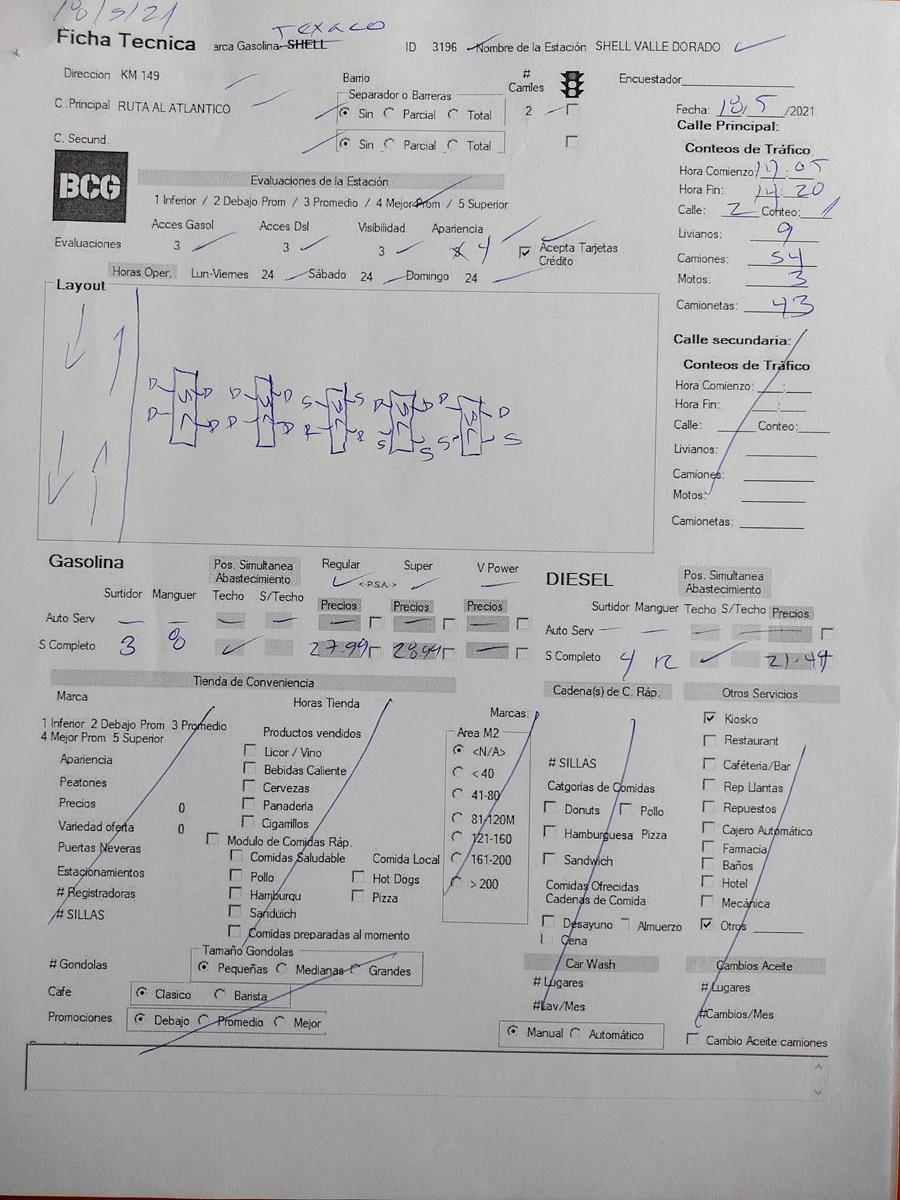 18/5/21
TEXACO
Ficha Tecnica arca Gasolina SHELL ID 3196 Nombre de la Estación SHELL VALLE DORADO
Direccion KM 149 Barrio # Carriles Encuestador
Separador o Barreras
C.Principal RUTA AL ATLANTICO Sin Parcial Total 2 Fecha: 18/5/2021
Calle Principal:
C. Secund. Sin Parcial Total
Conteos de Tráfico
BCG
Hora Comienzo 14:05
Evaluaciones de la Estación
Hora Fin: 14:20
1 Inferior / 2 Debajo Prom / 3 Promedio / 4 Mejor Prom / 5 Superior
Calle: 2 Conteo: 1
Acces Gasol Acces Dsl Visibilidad Apariencia
Livianos: 9
Evaluaciones 3 3 3 4 Acepta Tarjetas Crédito
Camiones: 54
Horas Oper. Lun-Viernes 24 Sábado 24 Domingo 24
Motos: 3
Layout
Camionetas: 43
Calle secundaria:
Conteos de Tráfico
Hora Comienzo: :
Hora Fin: :
Calle: Conteo:
Livianos:
Camiones:
Motos:
Camionetas:
D D D D S S D D D D
D D D D S S S S S S
Gasolina
Pos. Simultanea Abastecimiento Regular Super V Power
<-P.S.A.->
Surtidor Manguer Techo S/Techo Precios Precios Precios
Auto Serv — — — — — — —
S Completo 3 8 27.99 28.99 —
DIESEL
Pos. Simultanea Abastecimiento
Surtidor Manguer Techo S/Techo Precios
Auto Serv — — — —
S Completo 4 12 21.49
Tienda de Conveniencia
Marca Horas Tienda
1 Inferior 2 Debajo Prom 3 Promedio
4 Mejor Prom 5 Superior
Apariencia
Peatones
Precios 0
Variedad oferta 0
Puertas Neveras
Estacionamientos
# Registradoras
# SILLAS
Productos vendidos
Licor / Vino
Bebidas Caliente
Cervezas
Panaderia
Cigarrillos
Modulo de Comidas Ráp.
Comidas Saludable Comida Local
Pollo Hot Dogs
Hamburqu Pizza
Sanduich
Comidas preparadas al momento
Marcas:
Area M2
<N/A>
< 40
41-80
81-120M
121-160
161-200
> 200
# Gondolas
Tamaño Gondolas
Pequeñas Medianas Grandes
Cafe Clasico Barista
Promociones Debajo Promedio Mejor
Cadena(s) de C. Ráp.
# SILLAS
Catgorias de Comidas
Donuts Pollo
Hamburguesa Pizza
Sandwich
Comidas Ofrecidas
Cadenas de Comida
Desayuno Almuerzo
Cena
Car Wash
# Lugares
#Lav/Mes
Manual Automático
Otros Servicios
Kiosko
Restaurant
Caféteria/Bar
Rep Llantas
Repuestos
Cajero Automático
Farmacia
Baños
Hotel
Mecánica
Otros
Cambios Aceite
# Lugares
#Cambios/Mes
Cambio Aceite camiones